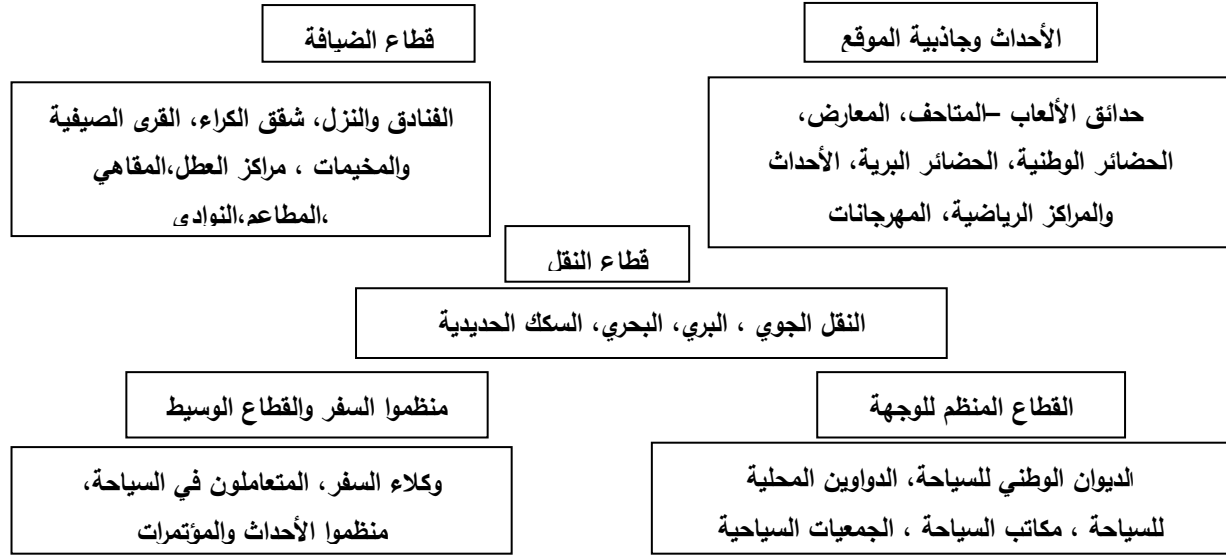 الأحداث وجاذبية الموقع
حدائق الألعاب –المتاحف، المعارض،
الحضائر الوطنية، الحضائر البرية، الأحداث
والمراكز الرياضية، المهرجانات
قطاع الضيافة
الفنادق والنزل، شقق الكراء، القرى الصيفية
والمخيمات ، مراكز العطل،المقاهي
،المطاعم،النوادي
قطاع النقل
النقل الجوي ، البري، البحري، السكك الحديدية
القطاع المنظم للوجهة
الديوان الوطني للسياحة، الدواوين المحلية
للسياحة ، مكاتب السياحة ، الجمعيات السياحية
منظموا السفر والقطاع الوسيط
وكلاء السفر، المتعاملون في السياحة،
منظموا الأحداث والمؤتمرات